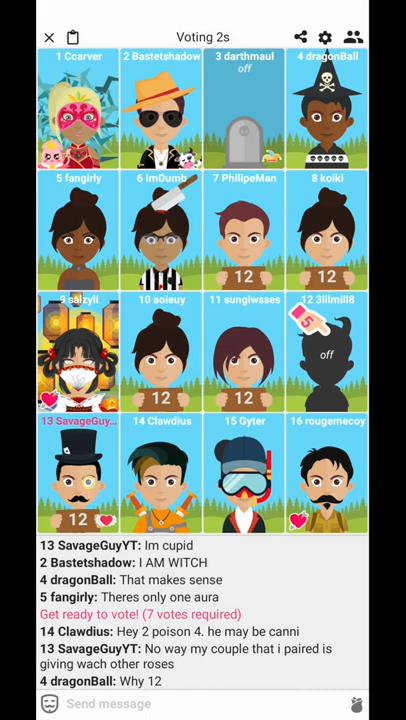 Voting 2s
1 Ccarver
2 Bastetshadow
3 darthmaul
off
4 dragonBall
5 fangirly
6 ImDumb
7 PhilipeMan
12
8 koiki
12
9 salzyli
10 aoieuy
12
11 sunglwsses
12
12 3lilmill8
5
off
13 SavageGuy...
12
14 Clawdius
15 Gyter
16 rougemecoy
13 SavageGuyYT: Im cupid
2 Bastetshadow: I AM WITCH
4 dragonBall: That makes sense
5 fangirly: Theres only one aura
Get ready to vote! (7 votes required)
14 Clawdius: Hey 2 poison 4. he may be canni
13 SavageGuyYT: No way my couple that i paired is
giving wach other roses
4 dragonBall: Why 12
Send message